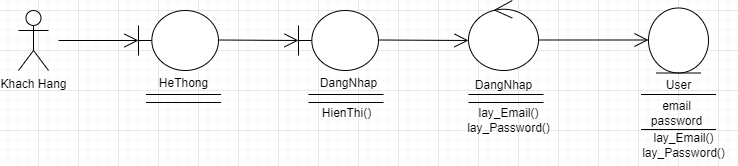 Khach Hang
HeThong
DangNhap
HienThi()
DangNhap
lay_Email()
lay_Password()
User
email
password
lay_Email()
lay_Password()